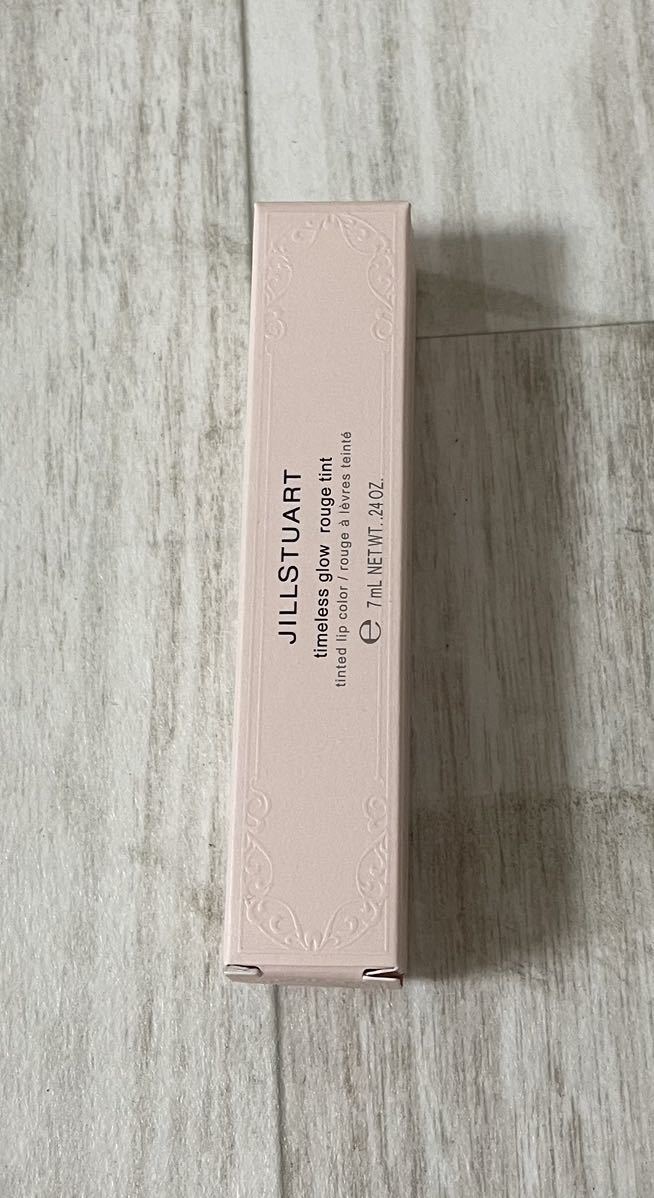 JILLSTUART
timeless glow rouge tint
tinted lip color / rouge à lèvres teinté
℮ 7 mL NET WT. .24 OZ.